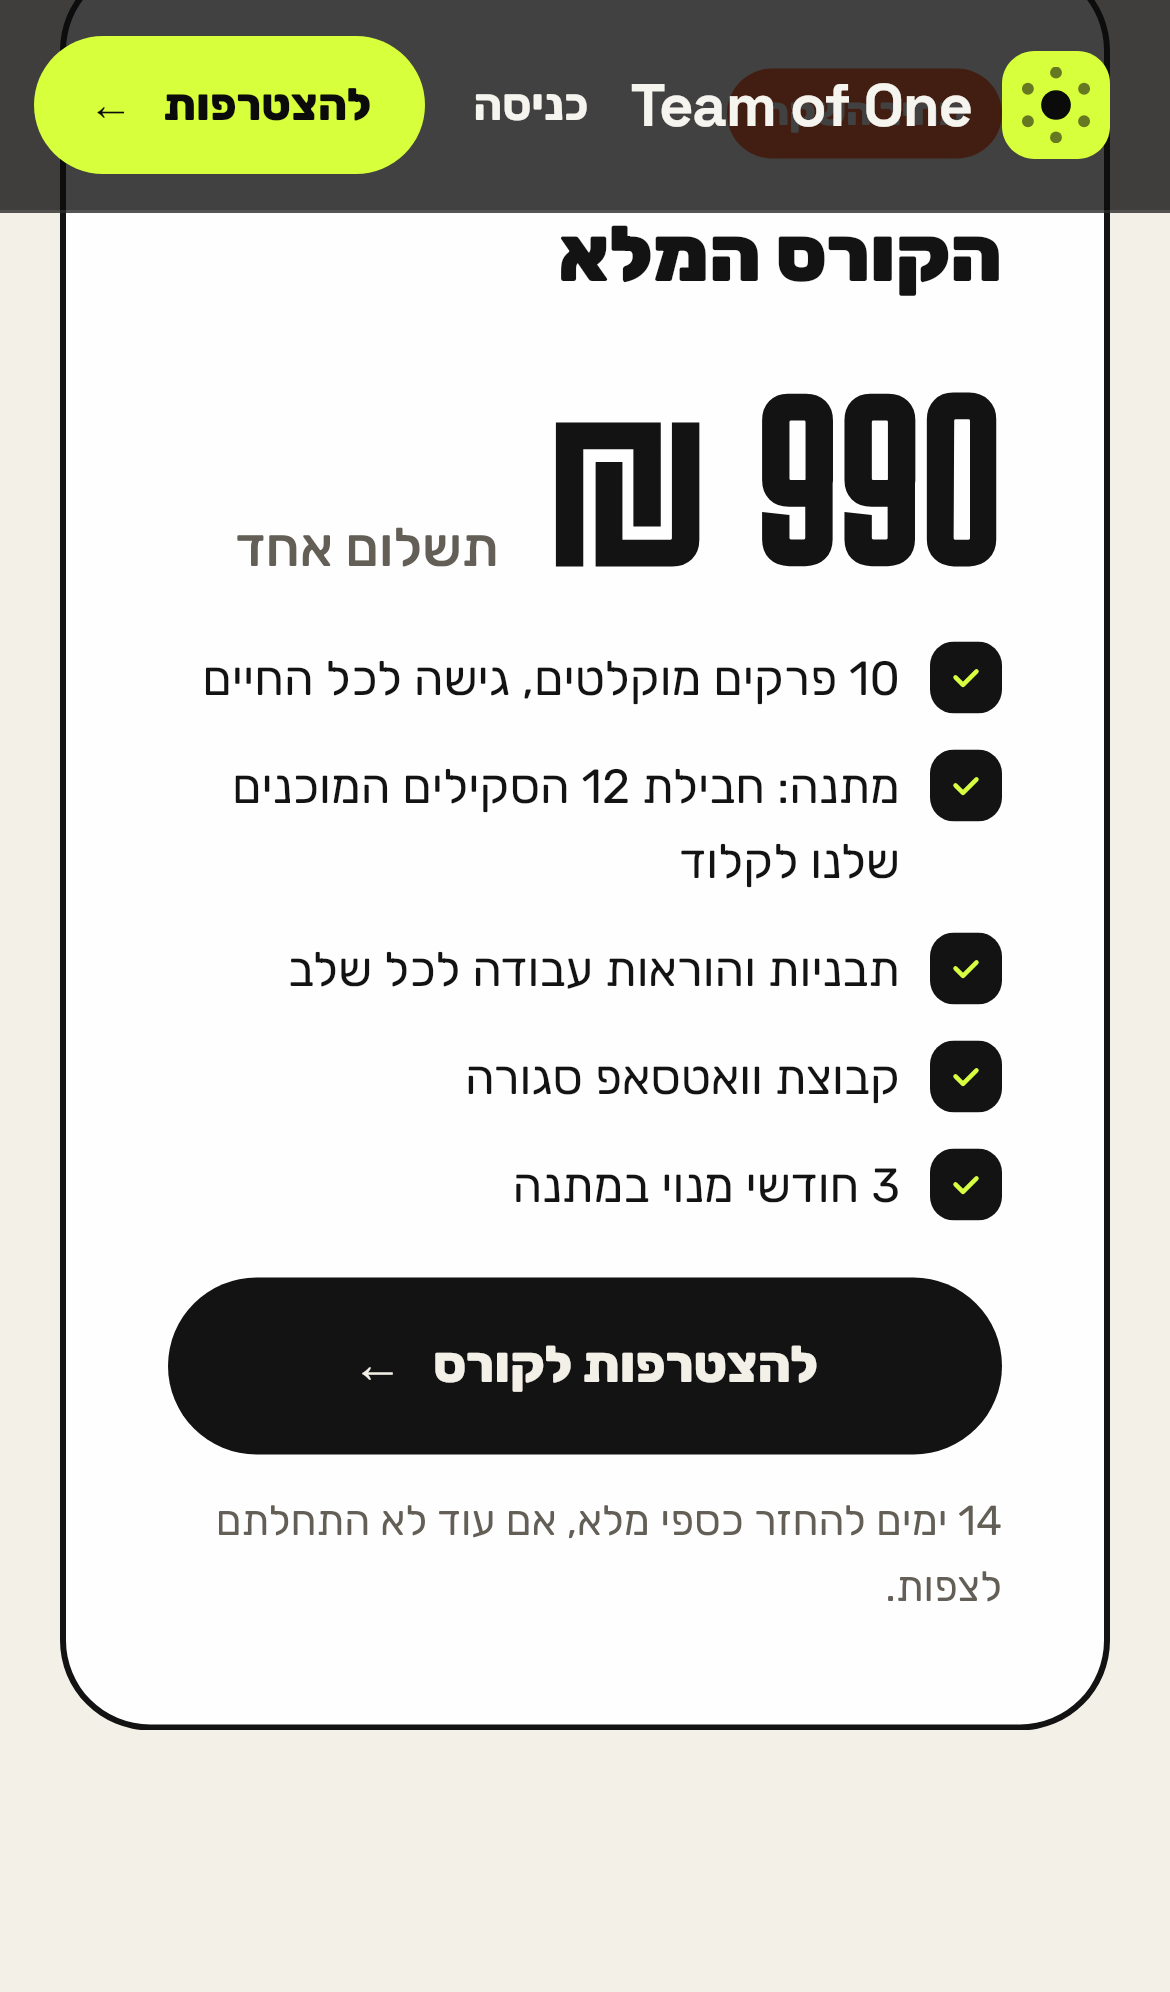 Team of One
כניסה
להצטרפות ←
הקורס המלא
990 ₪ תשלום אחד
10 פרקים מוקלטים, גישה לכל החיים
מתנה: חבילת 12 הסקילים המוכנים
שלנו לקלוד
תבניות והוראות עבודה לכל שלב
קבוצת וואטסאפ סגורה
3 חודשי מנוי במתנה
להצטרפות לקורס ←
14 ימים להחזר כספי מלא, אם עוד לא התחלתם
לצפות.